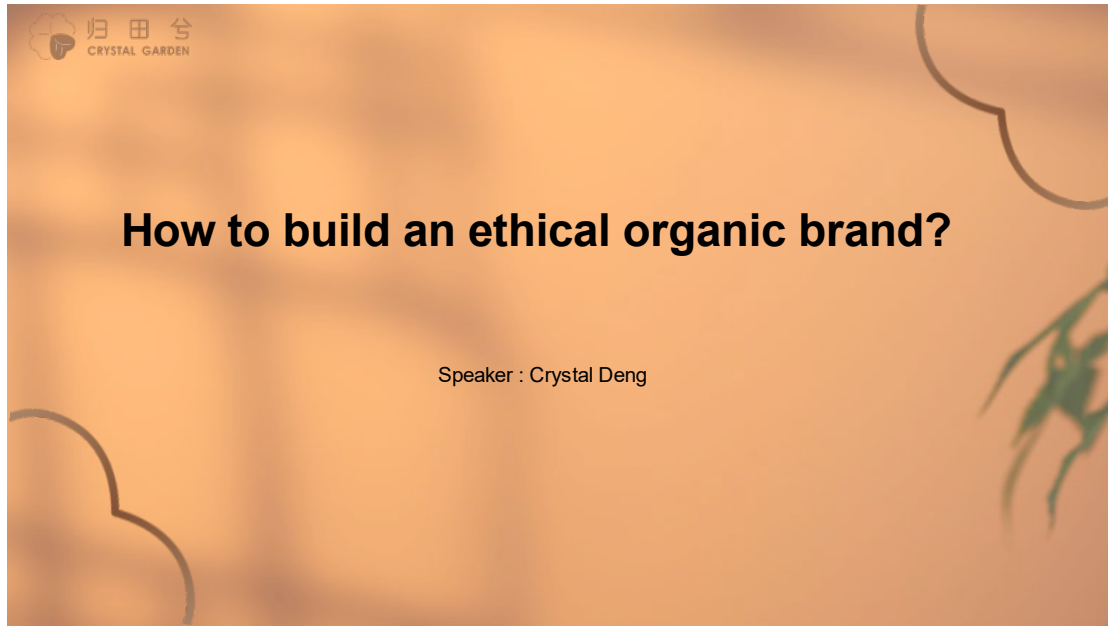 归田兮
CRYSTAL GARDEN
How to build an ethical organic brand?
Speaker : Crystal Deng